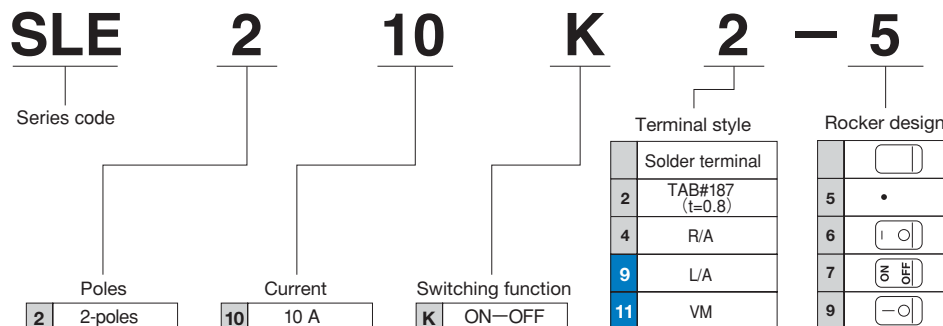 SLE 2 10 K 2 — 5
Series code
Terminal style
Solder terminal
2 TAB#187 (t=0.8)
4 R/A
9 L/A
11 VM
Rocker design
5 •
6 — ○
7 ON OFF
9 — ○
Poles
2 2-poles
Current
10 10 A
Switching function
K ON—OFF